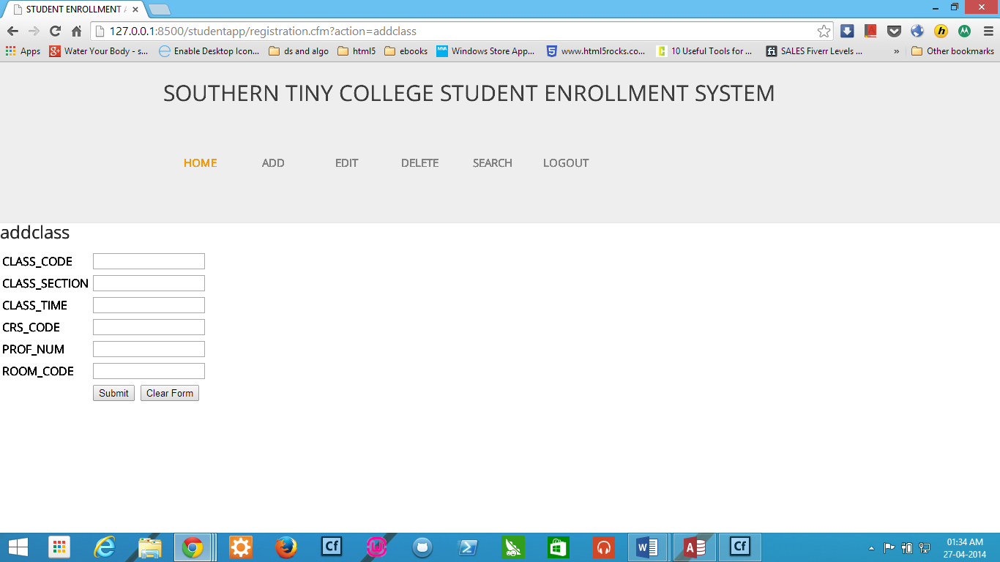 STUDENT ENROLLMENT
127.0.0.1:8500/studentapp/registration.cfm?action=addclass
Apps Water Your Body - s... Enable Desktop Icon... ds and algo html5 ebooks Windows Store App... www.html5rocks.co... 10 Useful Tools for ... SALES Fiverr Levels ... » Other bookmarks
SOUTHERN TINY COLLEGE STUDENT ENROLLMENT SYSTEM
HOME ADD EDIT DELETE SEARCH LOGOUT
addclass
CLASS_CODE
CLASS_SECTION
CLASS_TIME
CRS_CODE
PROF_NUM
ROOM_CODE
Submit Clear Form
01:34 AM
27-04-2014